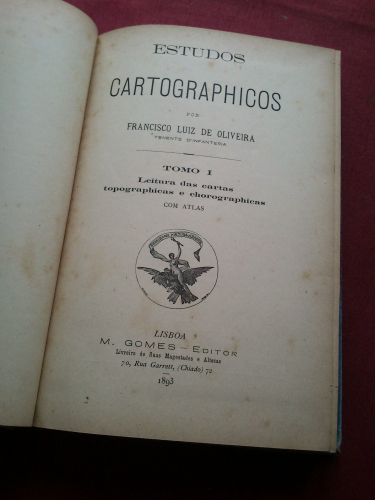 ESTUDOS
CARTOGRAPHICOS
POR
FRANCISCO LUIZ DE OLIVEIRA
TENENTE D'INFANTERIA
TOMO I
Leitura das cartas
topographicas e chorographicas
COM ATLAS
LISBOA
M. GOMES - EDITOR
Livreiro de Suas Magestades e Altezas
70, Rua Garrett, (Chiado) 72
1893